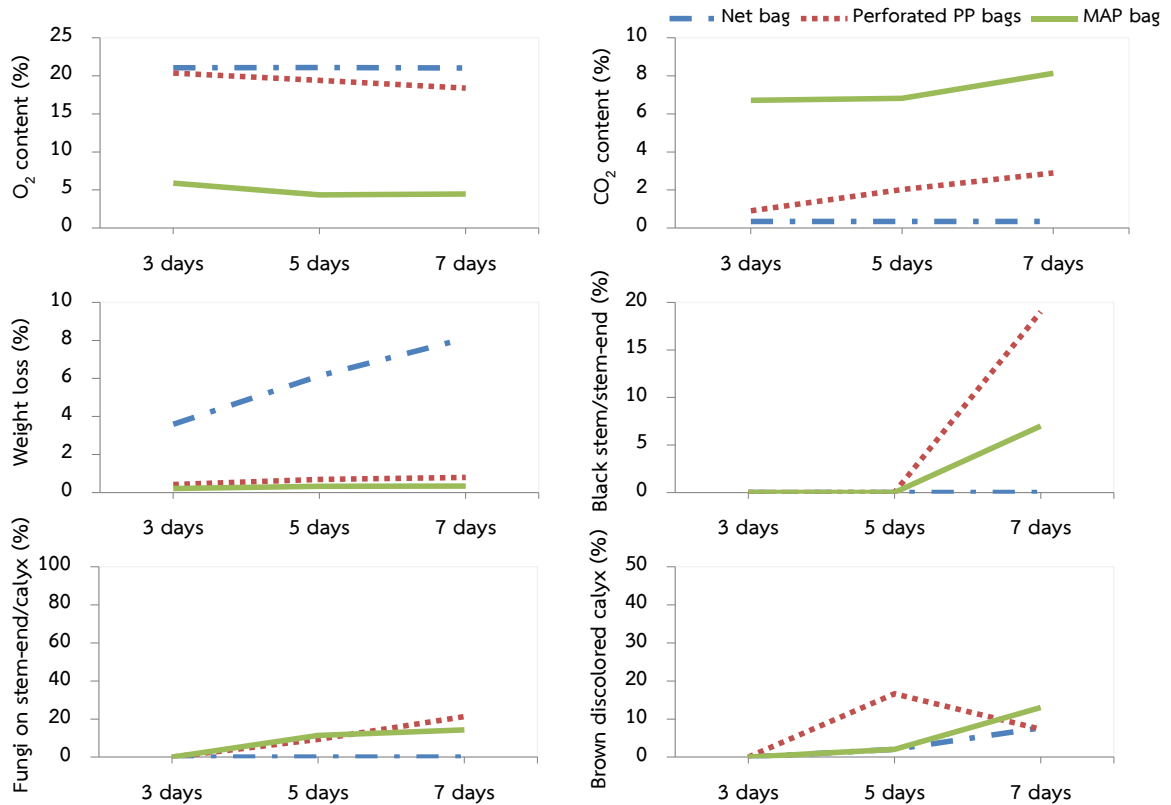 Net bag Perforated PP bags MAP bag
O2 content (%)
25
20
15
10
5
0
3 days 5 days 7 days
CO2 content (%)
10
8
6
4
2
0
3 days 5 days 7 days
Weight loss (%)
10
8
6
4
2
0
3 days 5 days 7 days
Black stem/stem-end (%)
20
15
10
5
0
3 days 5 days 7 days
Fungi on stem-end/calyx (%)
100
80
60
40
20
0
3 days 5 days 7 days
Brown discolored calyx (%)
50
40
30
20
10
0
3 days 5 days 7 days